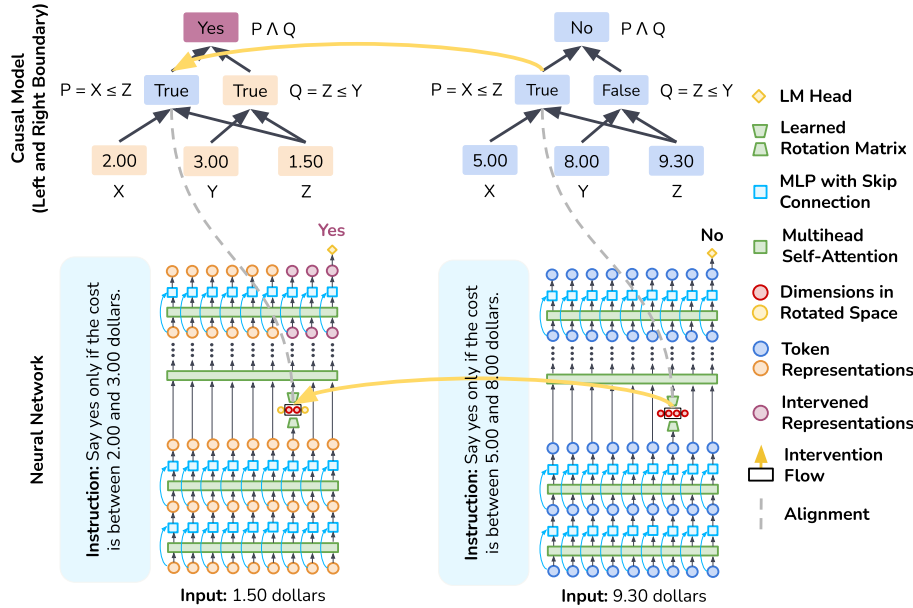 Causal Model
(Left and Right Boundary)
Yes
P ∧ Q
P = X ≤ Z
True
True
Q = Z ≤ Y
2.00
3.00
1.50
X
Y
Z
No
P ∧ Q
P = X ≤ Z
True
False
Q = Z ≤ Y
5.00
8.00
9.30
X
Y
Z
Neural Network
Instruction: Say yes only if the cost
is between 2.00 and 3.00 dollars.
Yes
Input: 1.50 dollars
Instruction: Say yes only if the cost
is between 5.00 and 8.00 dollars.
No
Input: 9.30 dollars
LM Head
Learned
Rotation Matrix
MLP with Skip
Connection
Multihead
Self-Attention
Dimensions in
Rotated Space
Token
Representations
Intervened
Representations
Intervention
Flow
Alignment